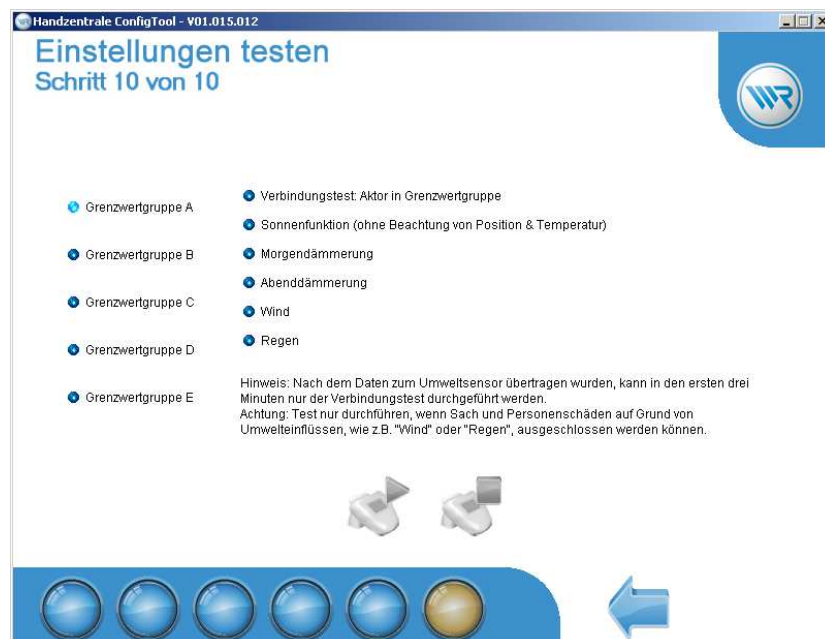 Handzentrale ConfigTool - V01.015.012
Einstellungen testen
Schritt 10 von 10
WR
Grenzwertgruppe A
Grenzwertgruppe B
Grenzwertgruppe C
Grenzwertgruppe D
Grenzwertgruppe E
Verbindungstest: Aktor in Grenzwertgruppe
Sonnenfunktion (ohne Beachtung von Position & Temperatur)
Morgendämmerung
Abenddämmerung
Wind
Regen
Hinweis: Nach dem Daten zum Umweltsensor übertragen wurden, kann in den ersten drei
Minuten nur der Verbindungstest durchgeführt werden.
Achtung: Test nur durchführen, wenn Sach und Personenschäden auf Grund von
Umwelteinflüssen, wie z.B. "Wind" oder "Regen", ausgeschlossen werden können.